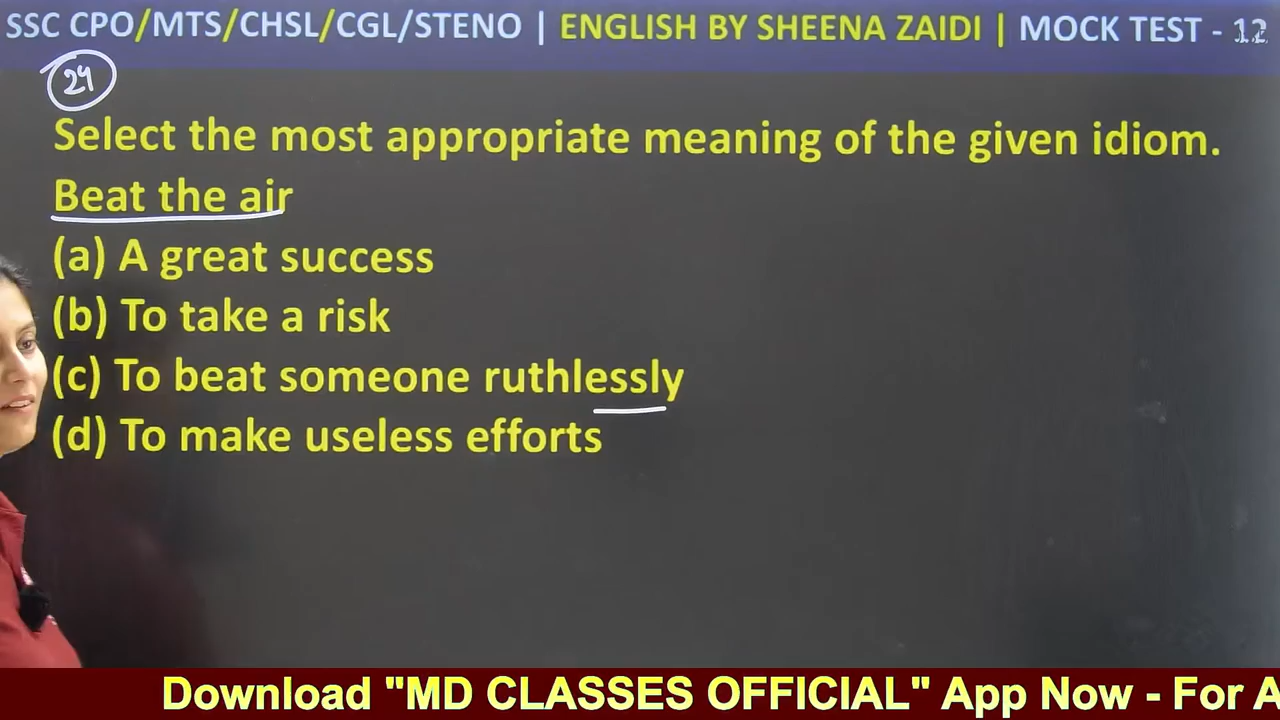 SSC CPO/MTS/CHSL/CGL/STENO | ENGLISH BY SHEENA ZAIDI | MOCK TEST - 12
24
Select the most appropriate meaning of the given idiom.
Beat the air
(a) A great success
(b) To take a risk
(c) To beat someone ruthlessly
(d) To make useless efforts
Download "MD CLASSES OFFICIAL" App Now - For A